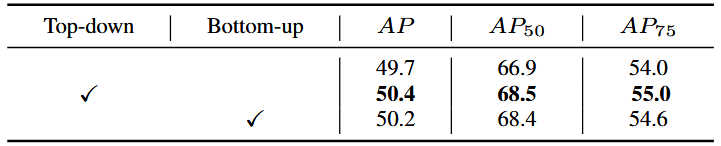 Top-down | Bottom-up | AP | AP50 | AP75
49.7 | 66.9 | 54.0
✓ | 50.4 | 68.5 | 55.0
✓ | 50.2 | 68.4 | 54.6